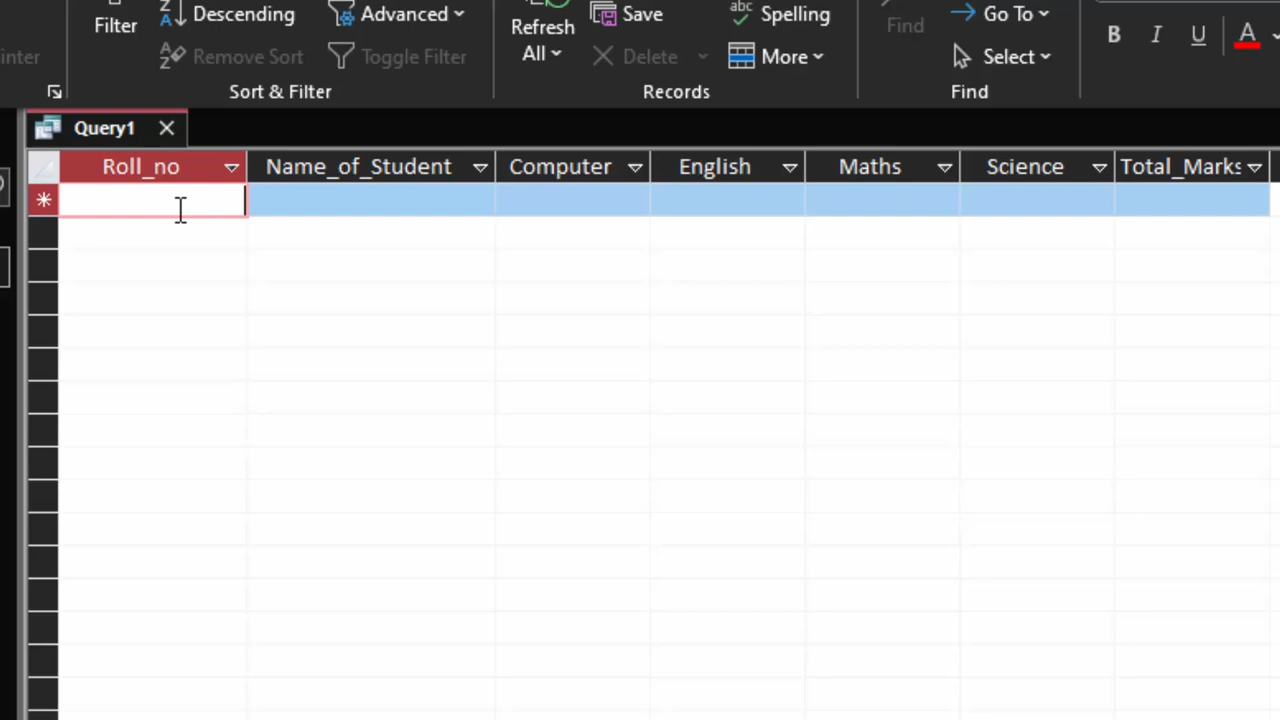 Filter
Descending
Remove Sort
Advanced
Toggle Filter
Sort & Filter
Refresh
All
Save
Delete
Spelling
More
Records
Find
Go To
Select
Find
B I U A
Query1
Roll_no Name_of_Student Computer English Maths Science Total_Marks